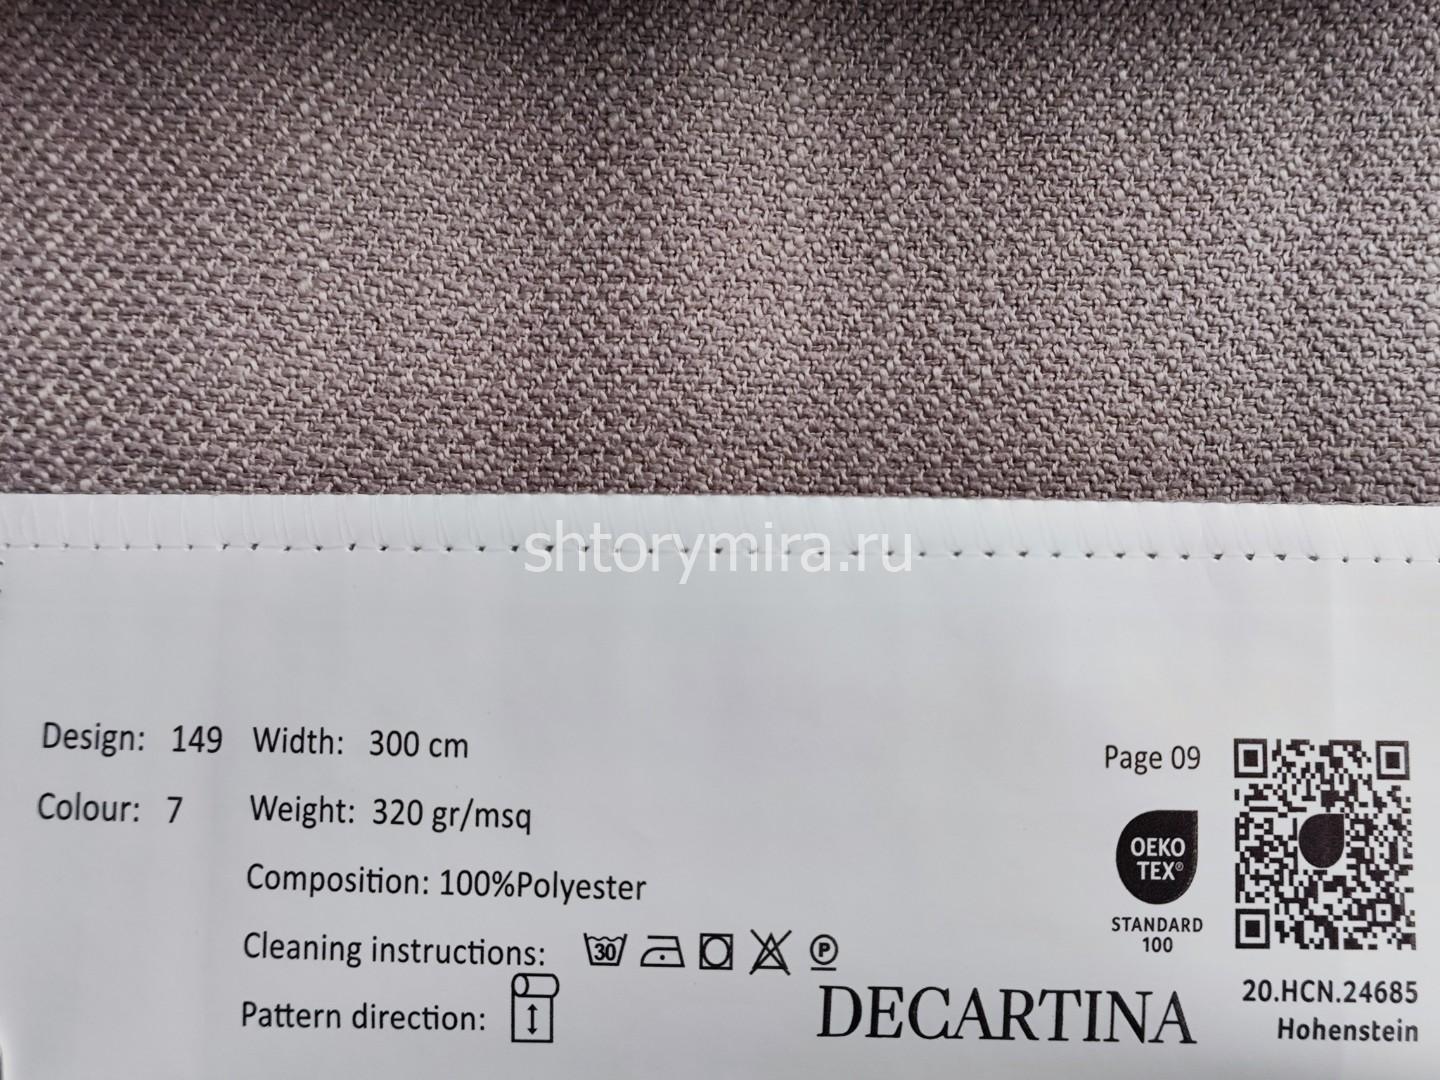 shtorymira.ru
Design: 149 Width: 300 cm
Colour: 7 Weight: 320 gr/msq
Composition: 100%Polyester
Cleaning instructions: 30 P
Pattern direction:
Page 09
OEKO
TEX®
STANDARD
100
DECARTINA
20.HCN.24685
Hohenstein